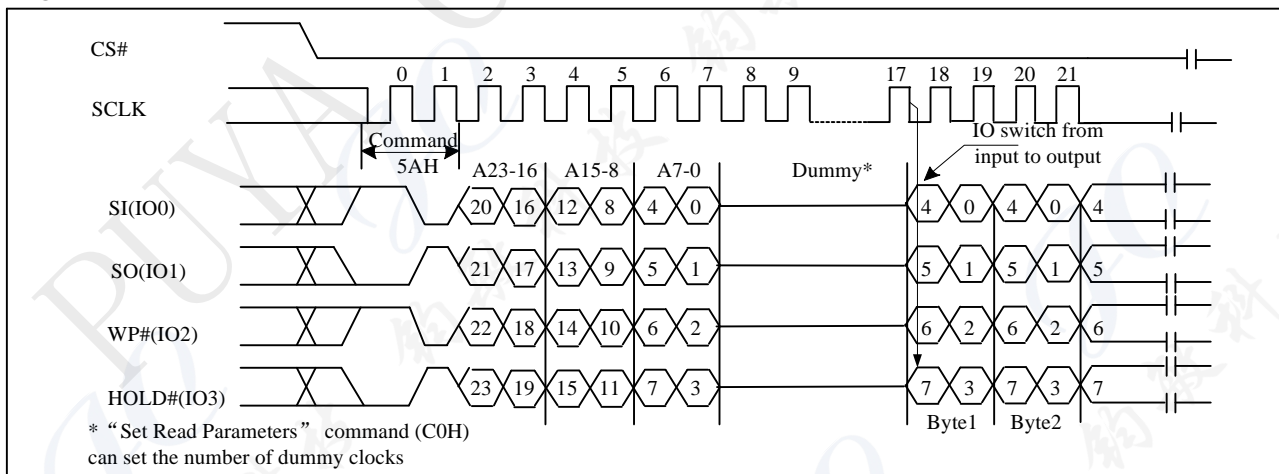 CS#
0 1 2 3 4 5 6 7 8 9 17 18 19 20 21
SCLK
Command
5AH
IO switch from
input to output
A23-16 A15-8 A7-0 Dummy*
SI(IO0) 20 16 12 8 4 0 4 0 4 0 4
SO(IO1) 21 17 13 9 5 1 5 1 5 1 5
WP#(IO2) 22 18 14 10 6 2 6 2 6 2 6
HOLD#(IO3) 23 19 15 11 7 3 7 3 7 3 7
Byte1 Byte2
* “Set Read Parameters” command (C0H)
can set the number of dummy clocks
PUYA